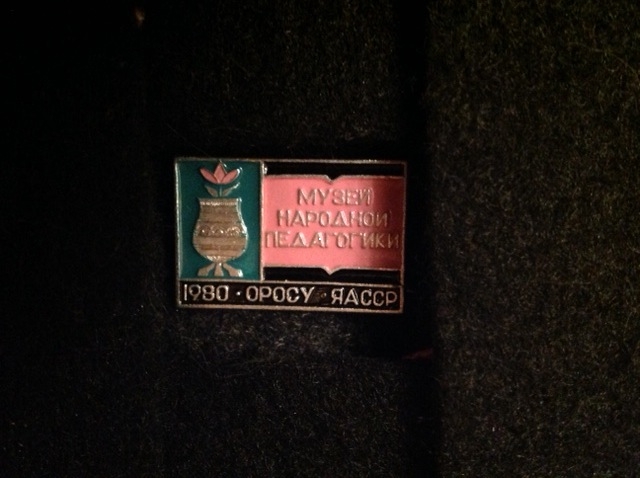 МУЗЕЙ
НАРОДНОЙ
ПЕДАГОГИКИ
1980 · ОРОСУ ЯАССР